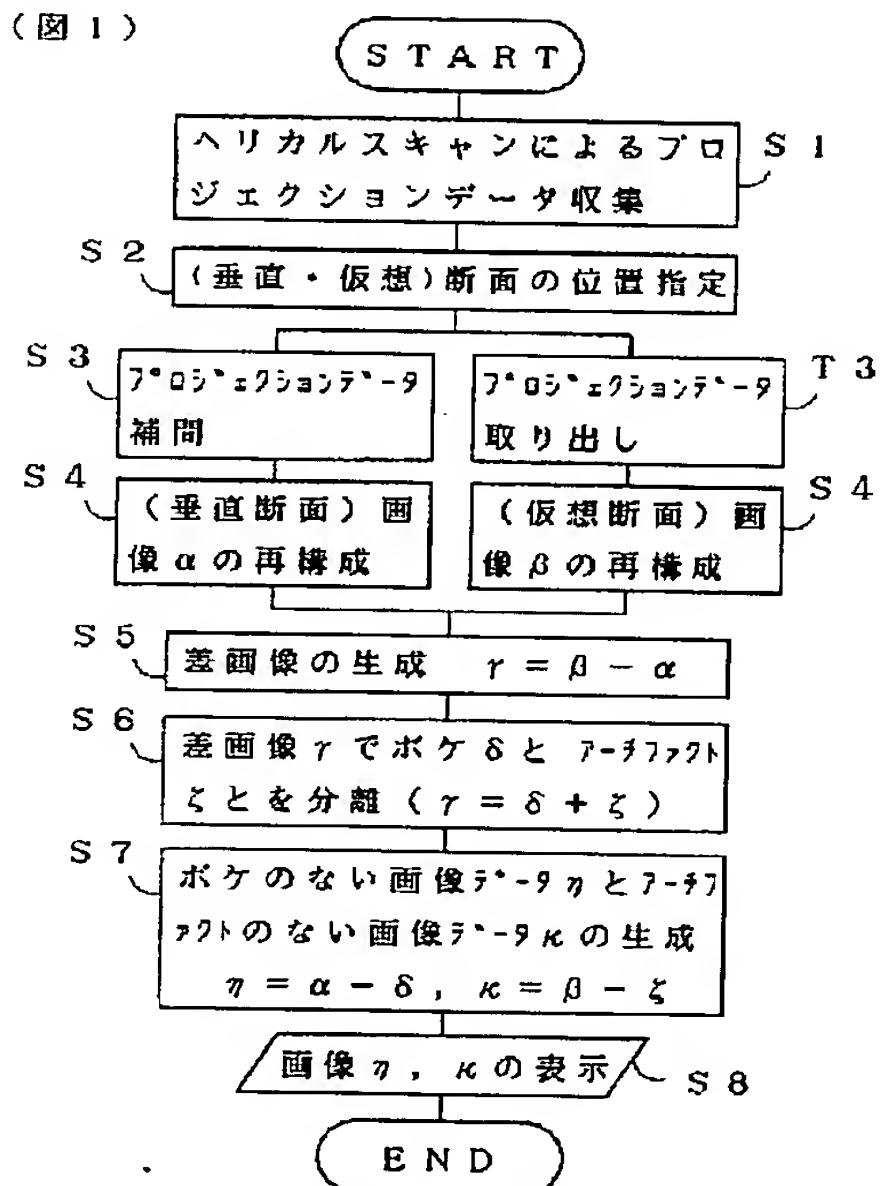 (図1)
START
ヘリカルスキャンによるプロ
ジェクションデータ収集
S1
S2
(垂直・仮想)断面の位置指定
S3
プロジェクションデータ
補間
T3
プロジェクションデータ
取り出し
S4
(垂直断面)画
像αの再構成
S4
(仮想断面)画
像βの再構成
S5
差画像の生成 γ=β-α
S6
差画像γでボケδと アーチファクト
ζとを分離(γ=δ+ζ)
S7
ボケのない画像データηとアーチフ
ァクトのない画像データκの生成
η=α-δ, κ=β-ζ
画像η, κの表示
S8
END